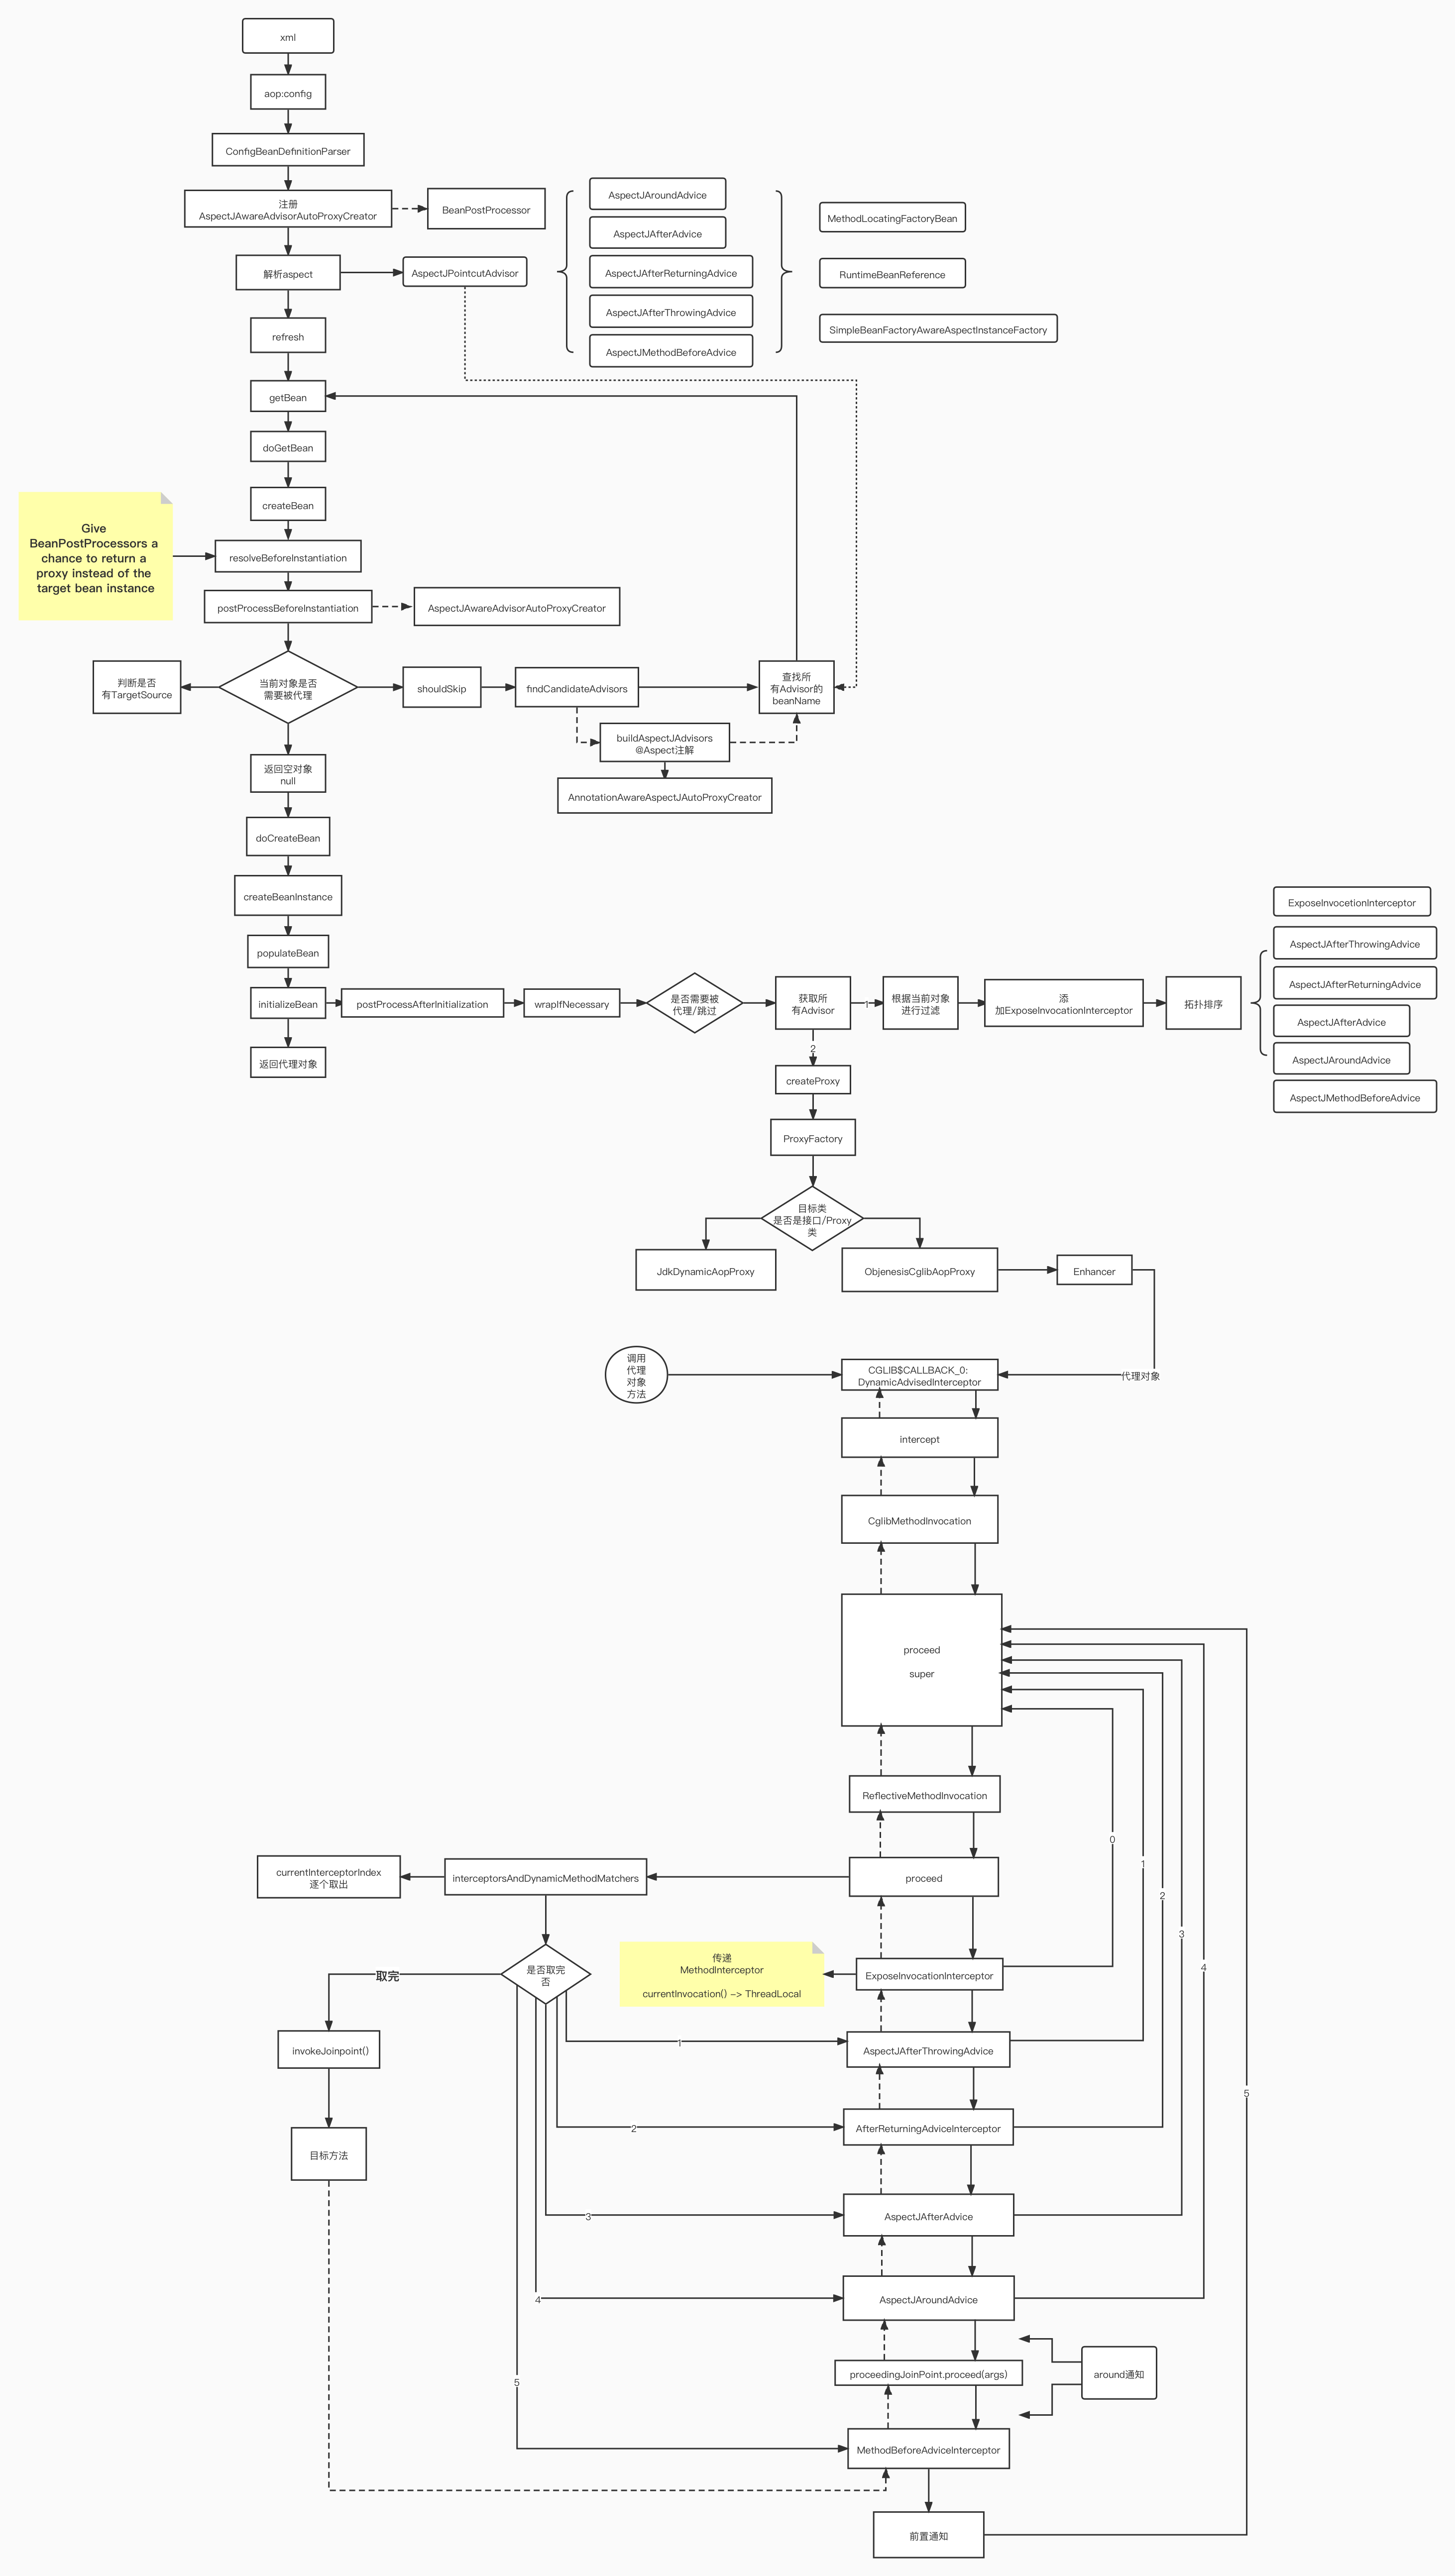 xml
aop:config
ConfigBeanDefinitionParser
注册
AspectJAwareAdvisorAutoProxyCreator
BeanPostProcessor
解析aspect
AspectJPointcutAdvisor
AspectJAroundAdvice
AspectJAfterAdvice
AspectJAfterReturningAdvice
AspectJAfterThrowingAdvice
AspectJMethodBeforeAdvice
MethodLocatingFactoryBean
RuntimeBeanReference
SimpleBeanFactoryAwareAspectInstanceFactory
refresh
getBean
doGetBean
createBean
Give
BeanPostProcessors a
chance to return a
proxy instead of the
target bean instance
resolveBeforeInstantiation
postProcessBeforeInstantiation
AspectJAwareAdvisorAutoProxyCreator
判断是否
有TargetSource
当前对象是否
需要被代理
shouldSkip
findCandidateAdvisors
查找所
有Advisor的
beanName
buildAspectJAdvisors
@Aspect注解
AnnotationAwareAspectJAutoProxyCreator
返回空对象
null
doCreateBean
createBeanInstance
populateBean
initializeBean
postProcessAfterInitialization
wrapIfNecessary
是否需要被
代理/跳过
获取所
有Advisor
1
根据当前对象
进行过滤
添
加ExposeInvocationInterceptor
拓扑排序
ExposeInvocetionInterceptor
AspectJAfterThrowingAdvice
AspectJAfterReturningAdvice
AspectJAfterAdvice
AspectJAroundAdvice
AspectJMethodBeforeAdvice
返回代理对象
2
createProxy
ProxyFactory
目标类
是否是接口/Proxy
类
JdkDynamicAopProxy
ObjenesisCglibAopProxy
Enhancer
调用
代理
对象
方法
CGLIB$CALLBACK_0:
DynamicAdvisedInterceptor
代理对象
intercept
CglibMethodInvocation
proceed
super
ReflectiveMethodInvocation
0
1
2
3
4
5
currentInterceptorIndex
逐个取出
interceptorsAndDynamicMethodMatchers
proceed
取完
是否取完
否
传递
MethodInterceptor
currentInvocation() -> ThreadLocal
ExposeInvocationInterceptor
invokeJoinpoint()
1
AspectJAfterThrowingAdvice
2
AfterReturningAdviceInterceptor
目标方法
3
AspectJAfterAdvice
4
AspectJAroundAdvice
5
proceedingJoinPoint.proceed(args)
around通知
MethodBeforeAdviceInterceptor
前置通知